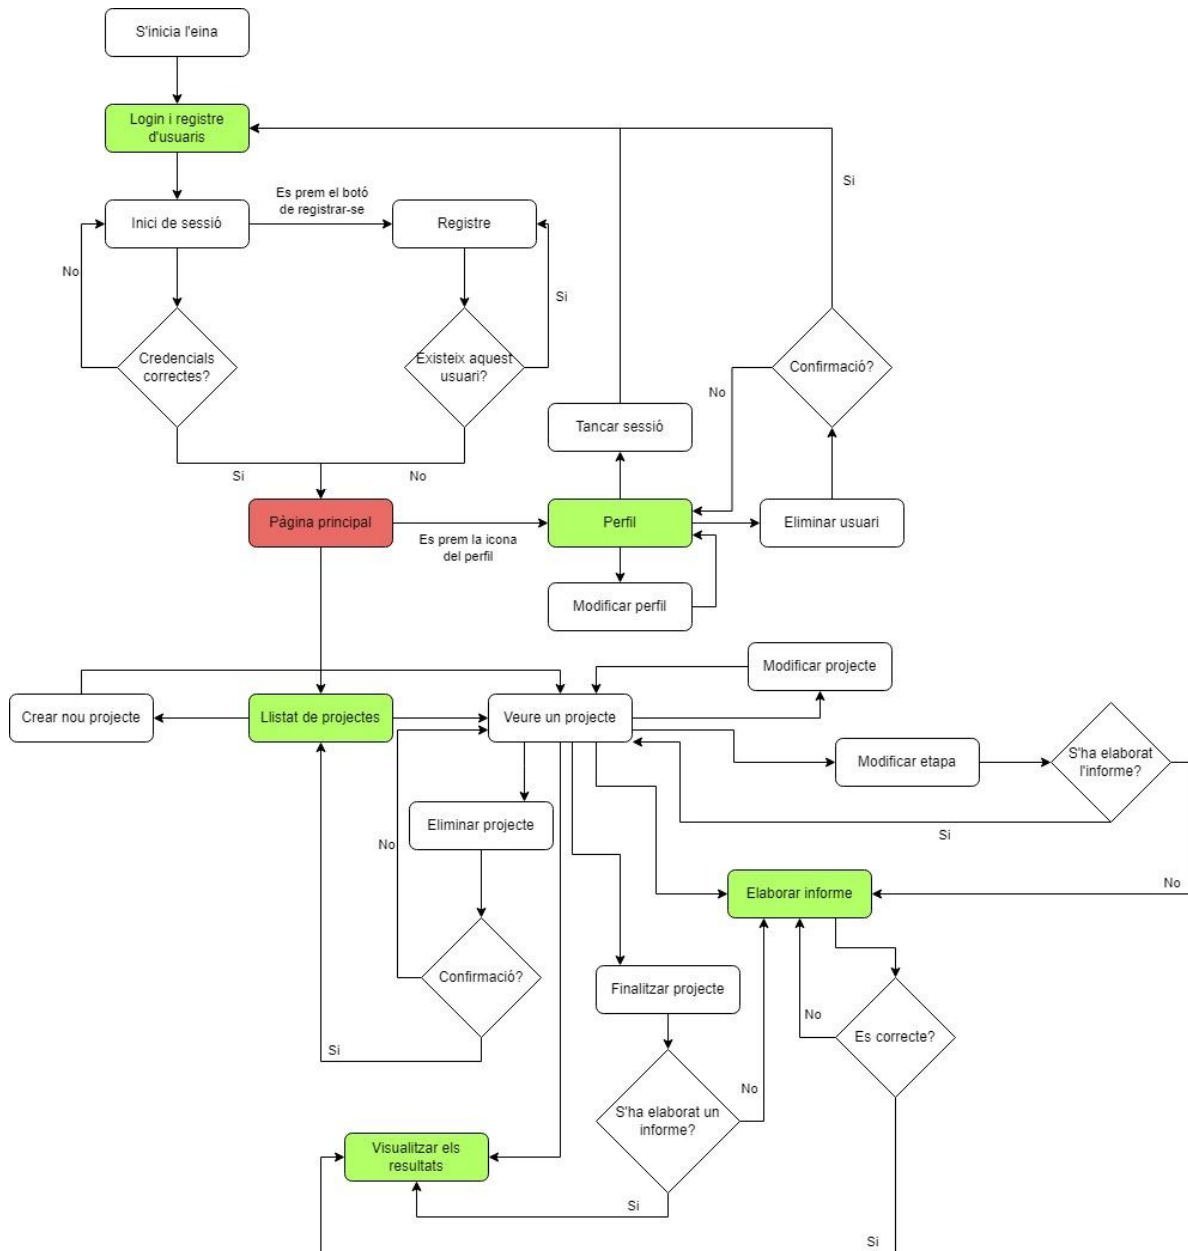 S'inicia l'eina
Login i registre
d'usuaris
Es prem el botó
de registrar-se
Inici de sessió
Registre
Si
No
Si
Credencials
correctes?
Existeix aquest
usuari?
Confirmació?
No
Tancar sessió
Si
No
Pàgina principal
Es prem la icona
del perfil
Perfil
Eliminar usuari
Modificar perfil
Modificar projecte
Crear nou projecte
Llistat de projectes
Veure un projecte
Modificar etapa
S'ha elaborat
l'informe?
Eliminar projecte
Si
No
Elaborar informe
No
Confirmació?
Finalitzar projecte
No
Es correcte?
Si
No
S'ha elaborat un
informe?
Visualitzar els
resultats
Si
Si